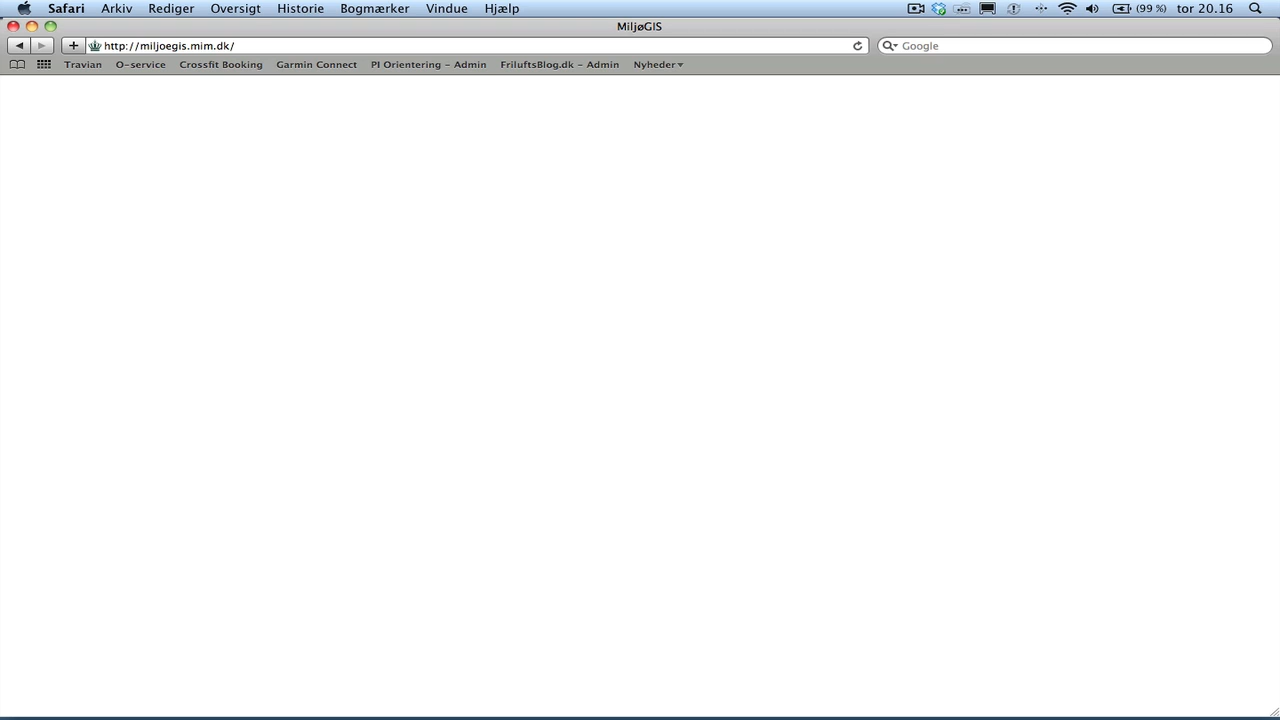 Safari Arkiv Rediger Oversigt Historie Bogmærker Vindue Hjælp (99 %) tor 20.16
MiljøGIS
http://miljoegis.mim.dk/ Google
Travian O-service Crossfit Booking Garmin Connect PI Orientering - Admin FriluftsBlog.dk - Admin Nyheder